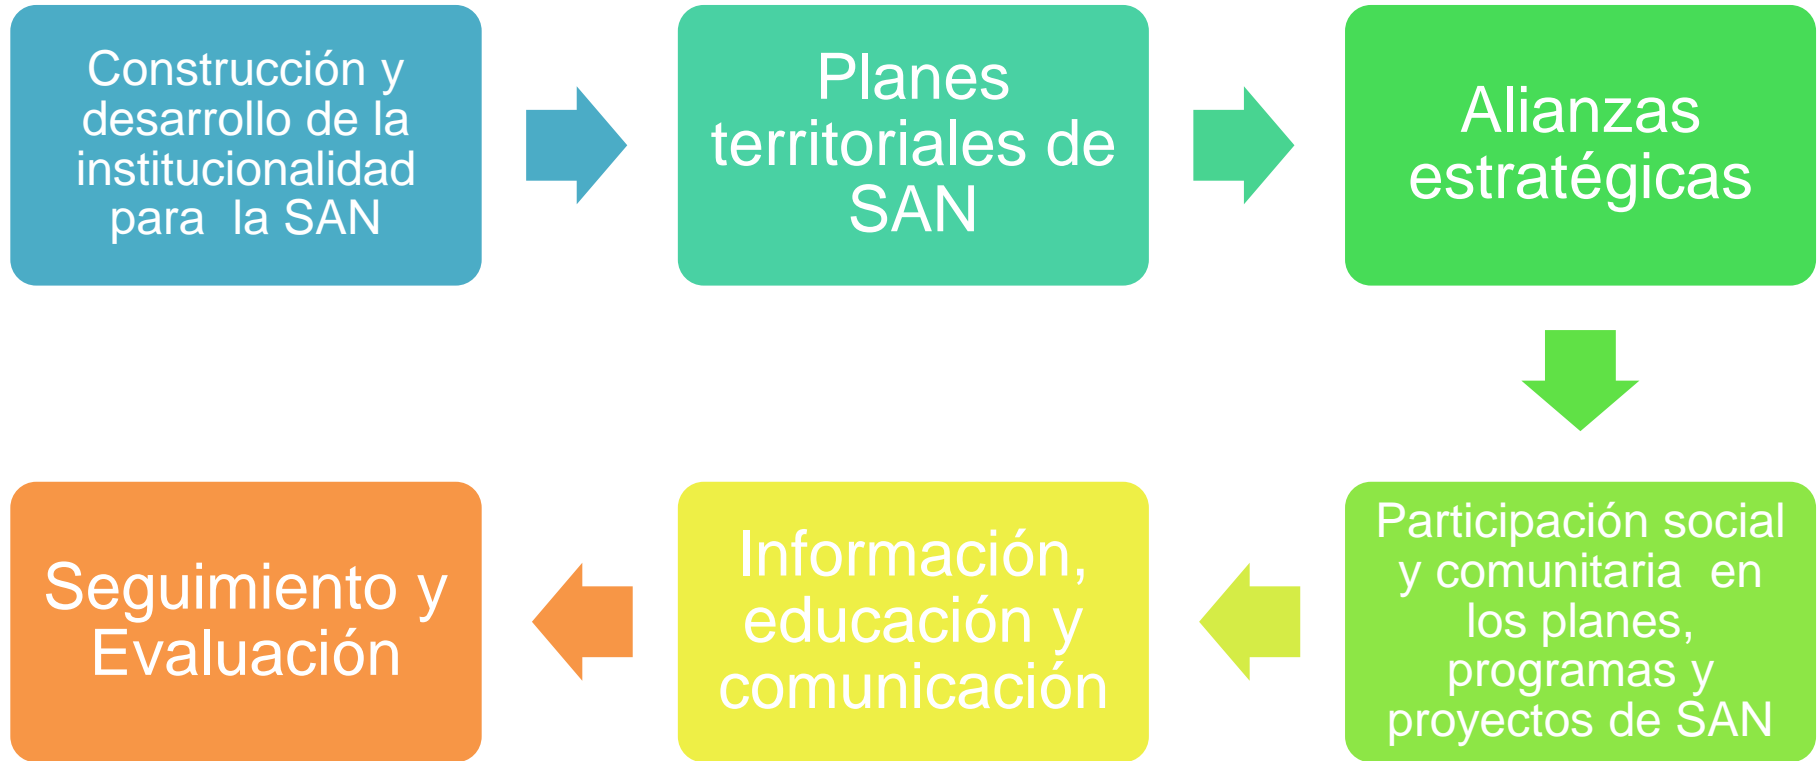 Construcción y
desarrollo de la
institucionalidad
para  la SAN
Planes
territoriales de
SAN
Alianzas
estratégicas
Participación social
y comunitaria  en
los planes,
programas y
proyectos de SAN
Información,
educación y
comunicación
Seguimiento y
Evaluación